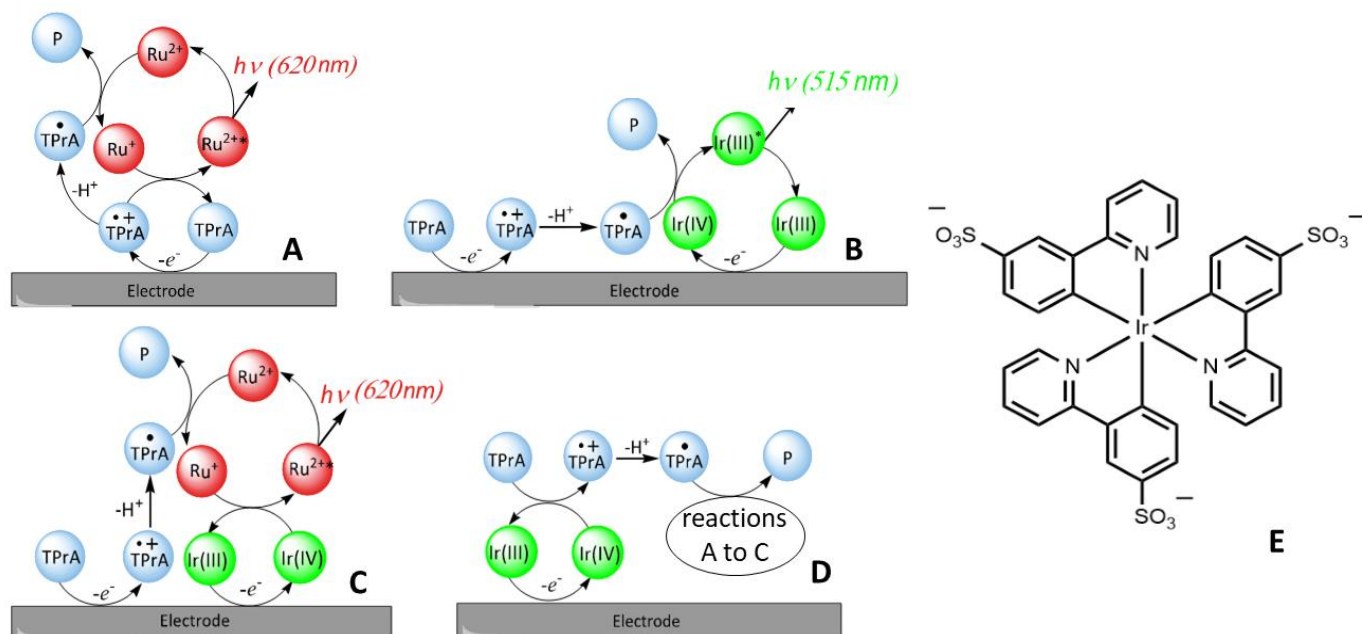 P
Ru2+
hν (620 nm)
•
TPrA
Ru+
Ru2+*
-H+
•+
TPrA
TPrA
-e-
A
Electrode
hν (515 nm)
P
Ir(III)*
TPrA
•+
TPrA
-H+
•
TPrA
Ir(IV)
Ir(III)
-e-
-e-
B
Electrode
P
Ru2+
hν (620nm)
•
TPrA
Ru+
Ru2+*
-H+
TPrA
•+
TPrA
Ir(III)
Ir(IV)
-e-
-e-
C
Electrode
TPrA
•+
TPrA
-H+
•
TPrA
P
Ir(III)
Ir(IV)
reactions
A to C
-e-
D
Electrode
−
O3S
SO3
−
N
Ir
N
N
SO3
−
E